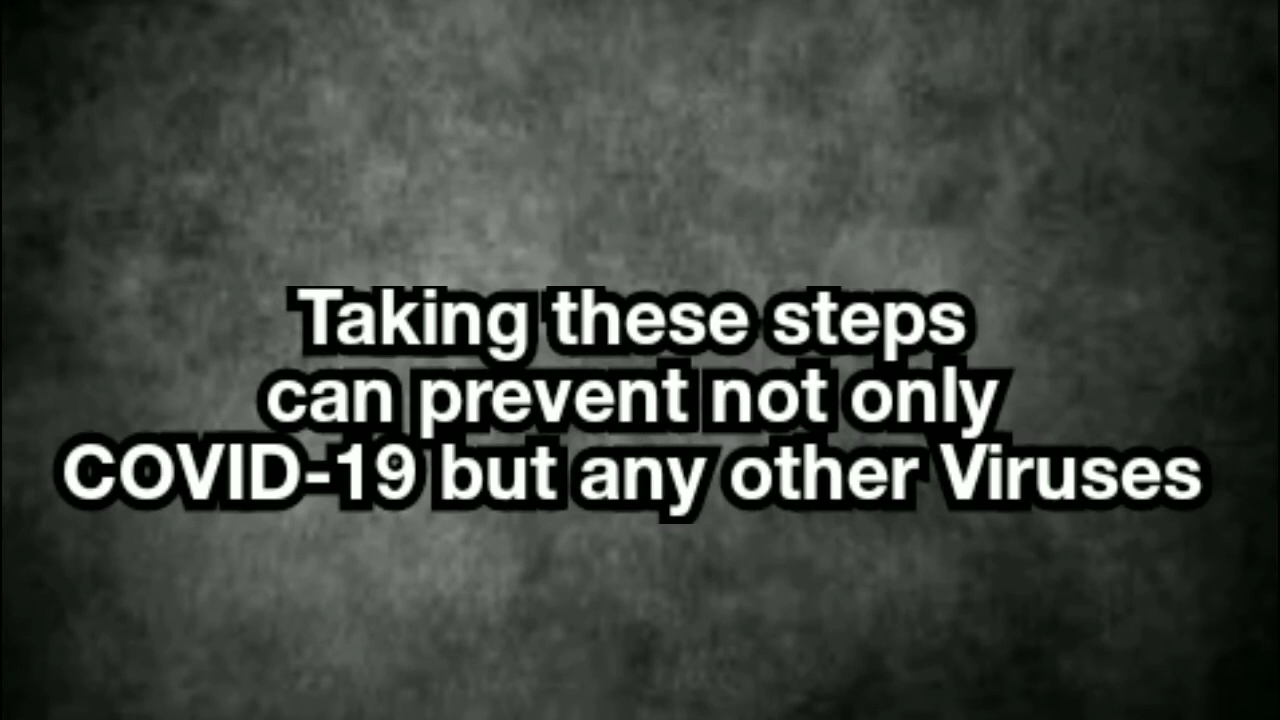 Taking these steps
can prevent not only
COVID-19 but any other Viruses